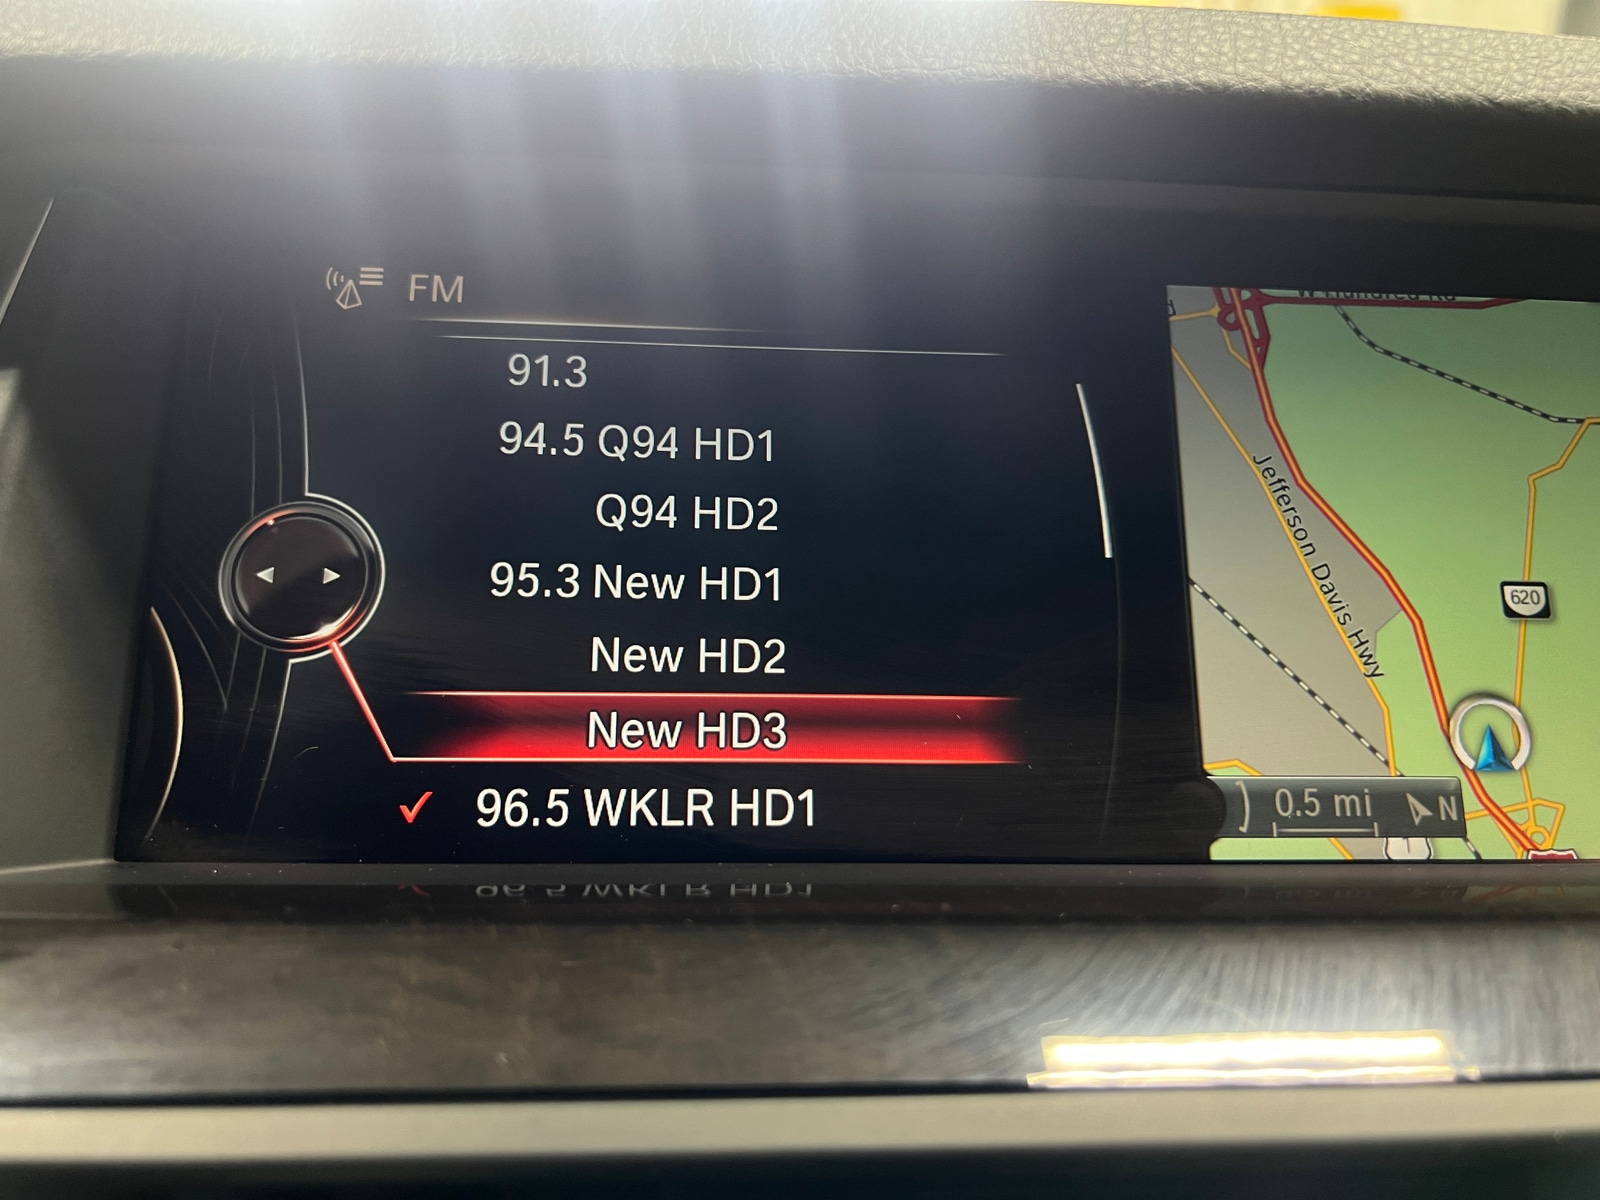 FM
91.3
94.5 Q94 HD1
Q94 HD2
95.3 New HD1
New HD2
New HD3
96.5 WKLR HD1
Jefferson Davis Hwy
620
0.5 mi
N
1